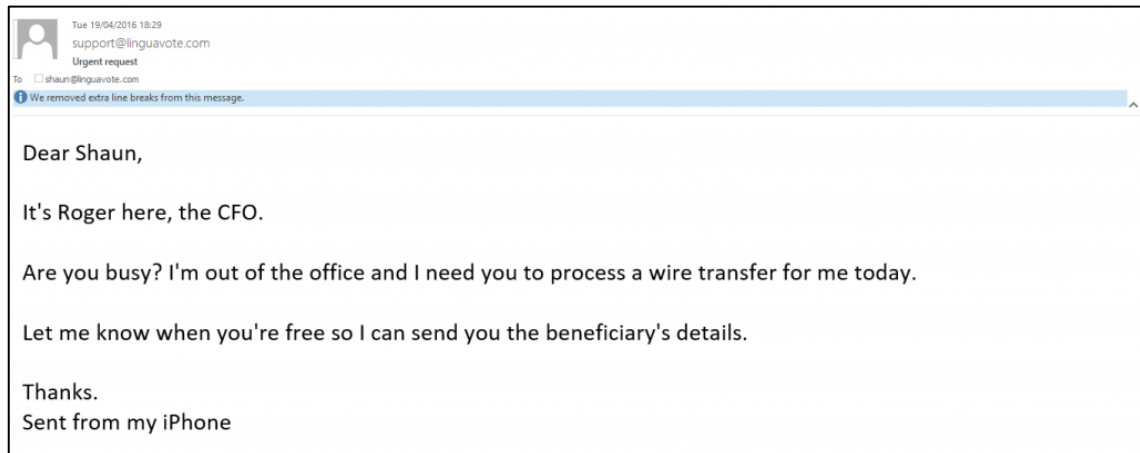 Tue 19/04/2016 18:29
support@linguavote.com
Urgent request
To shaun@linguavote.com
We removed extra line breaks from this message.
Dear Shaun,
It's Roger here, the CFO.
Are you busy? I'm out of the office and I need you to process a wire transfer for me today.
Let me know when you're free so I can send you the beneficiary's details.
Thanks.
Sent from my iPhone